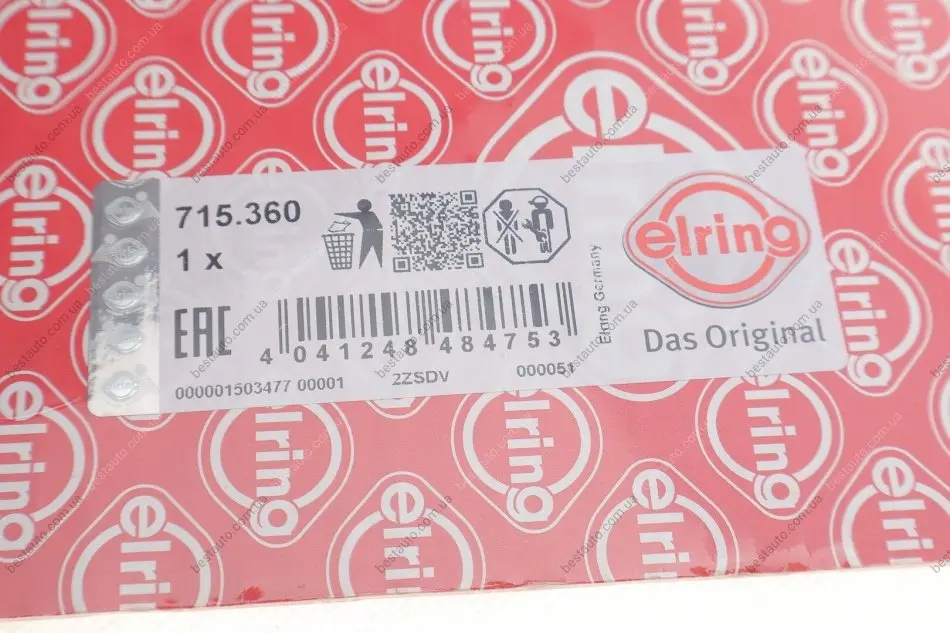 715.360
1 x
EAC
4 041248 484753
000001503477 00001
2ZSDV
000051
Elring Germany
elring
Das Original
elring
bestauto.com.ua